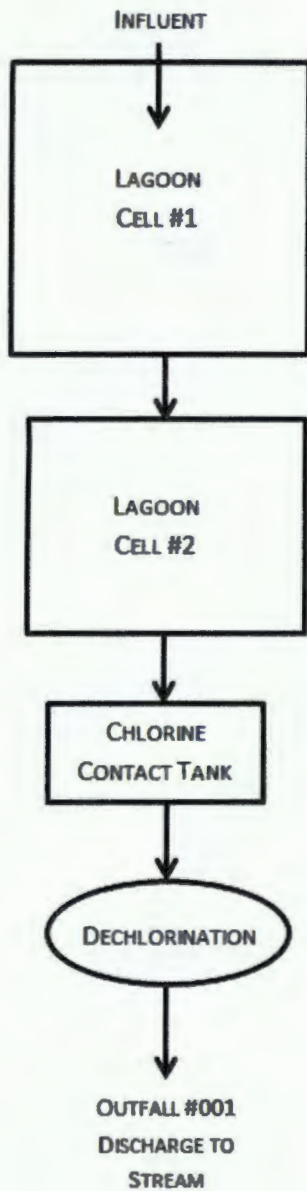 INFLUENT
LAGOON
CELL #1
LAGOON
CELL #2
CHLORINE
CONTACT TANK
DECHLORINATION
OUTFALL #001
DISCHARGE TO
STREAM